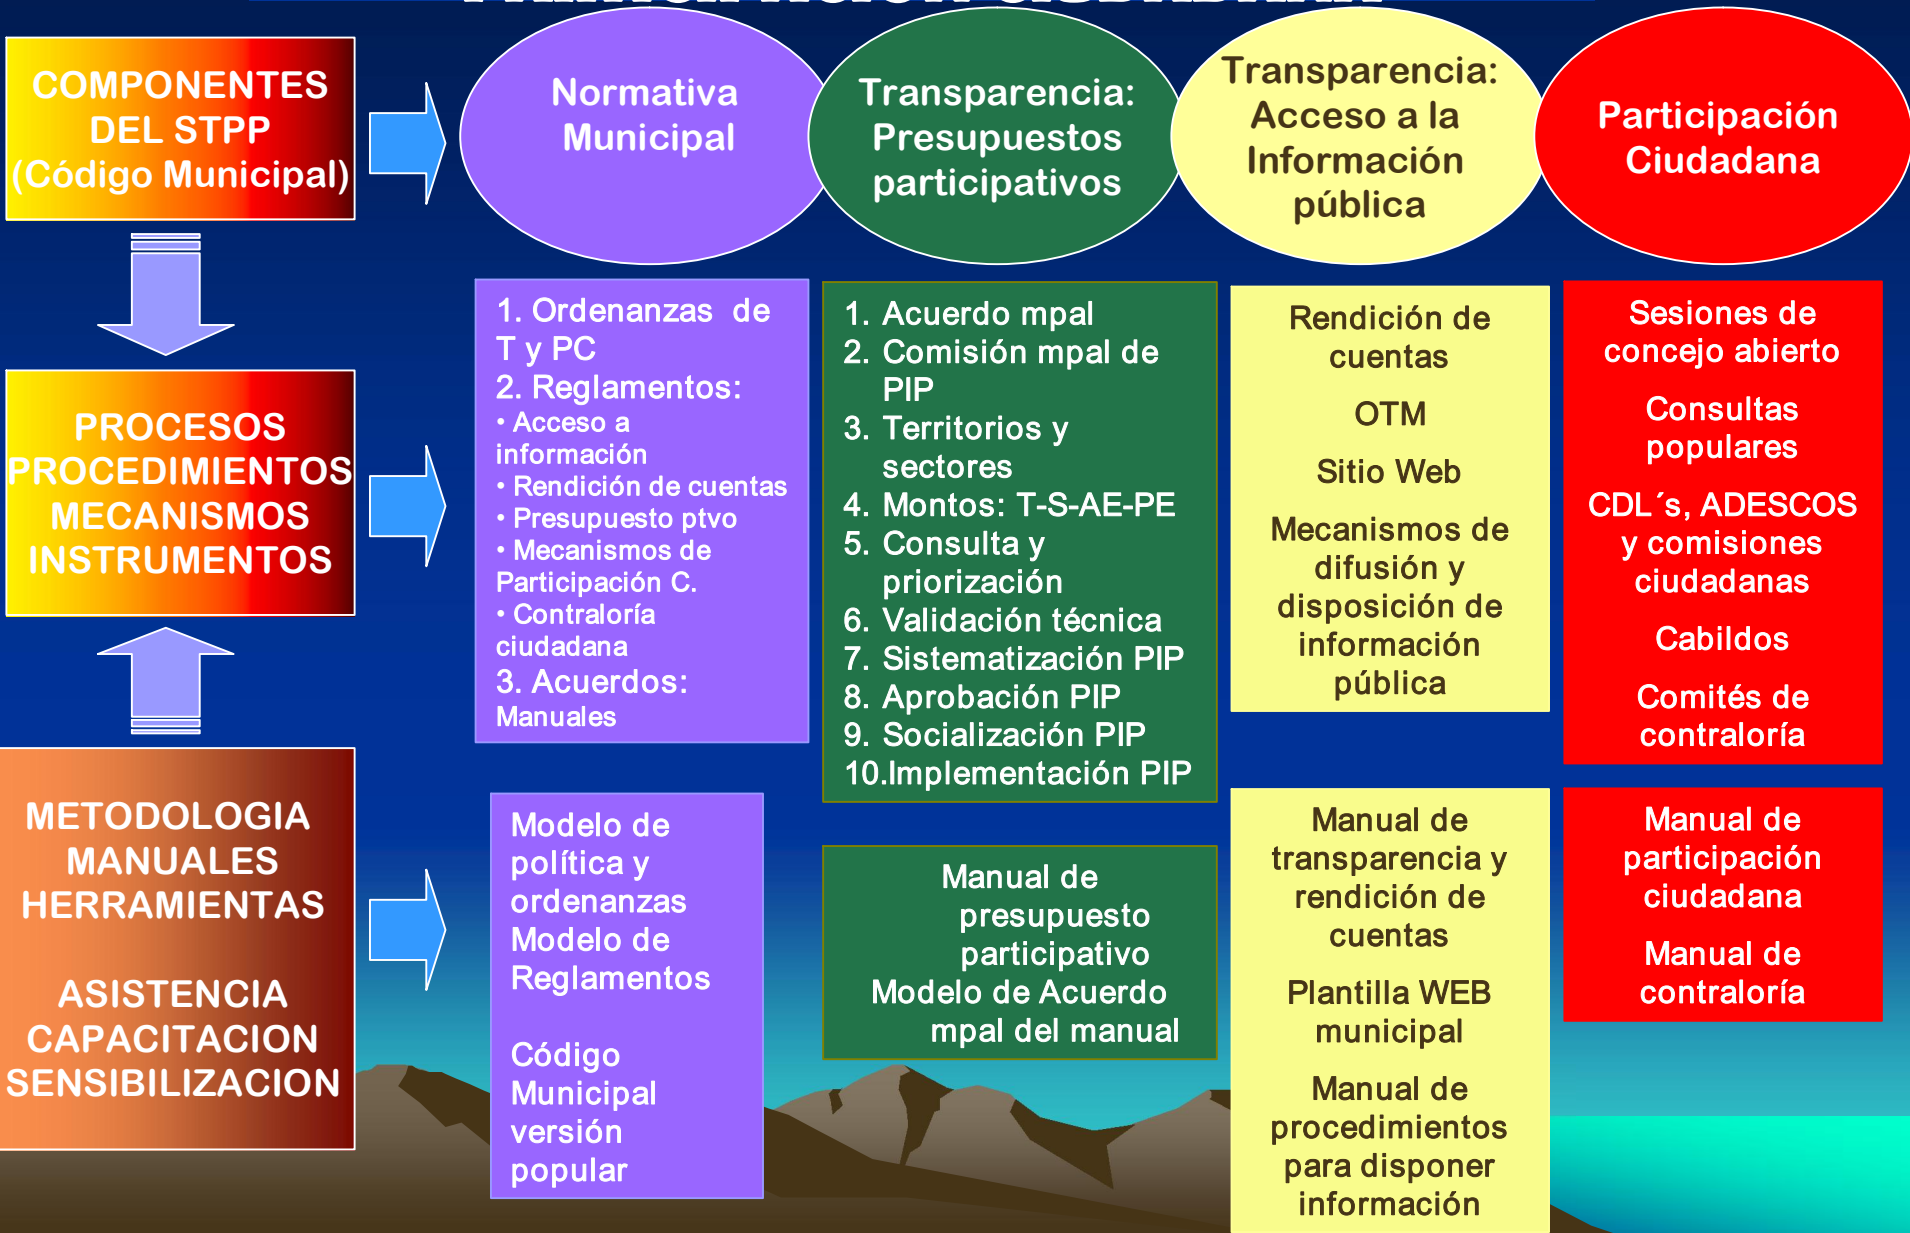 PARTICIPACION CIUDADANA
COMPONENTES
DEL STPP
(Código Municipal)
Normativa
Municipal
Transparencia:
Presupuestos
participativos
Transparencia:
Acceso a la
Información
pública
Participación
Ciudadana
PROCESOS
PROCEDIMIENTOS
MECANISMOS
INSTRUMENTOS
1. Ordenanzas de
T y PC
2. Reglamentos:
• Acceso a
información
• Rendición de cuentas
• Presupuesto ptvo
• Mecanismos de
Participación C.
• Contraloría
ciudadana
3. Acuerdos:
Manuales
1. Acuerdo mpal
2. Comisión mpal de
PIP
3. Territorios y
sectores
4. Montos: T-S-AE-PE
5. Consulta y
priorización
6. Validación técnica
7. Sistematización PIP
8. Aprobación PIP
9. Socialización PIP
10.Implementación PIP
Rendición de
cuentas
OTM
Sitio Web
Mecanismos de
difusión y
disposición de
información
pública
Sesiones de
concejo abierto
Consultas
populares
CDL´s, ADESCOS
y comisiones
ciudadanas
Cabildos
Comités de
contraloría
METODOLOGIA
MANUALES
HERRAMIENTAS
ASISTENCIA
CAPACITACION
SENSIBILIZACION
Modelo de
política y
ordenanzas
Modelo de
Reglamentos
Código
Municipal
versión
popular
Manual de
presupuesto
participativo
Modelo de Acuerdo
mpal del manual
Manual de
transparencia y
rendición de
cuentas
Plantilla WEB
municipal
Manual de
procedimientos
para disponer
información
Manual de
participación
ciudadana
Manual de
contraloría